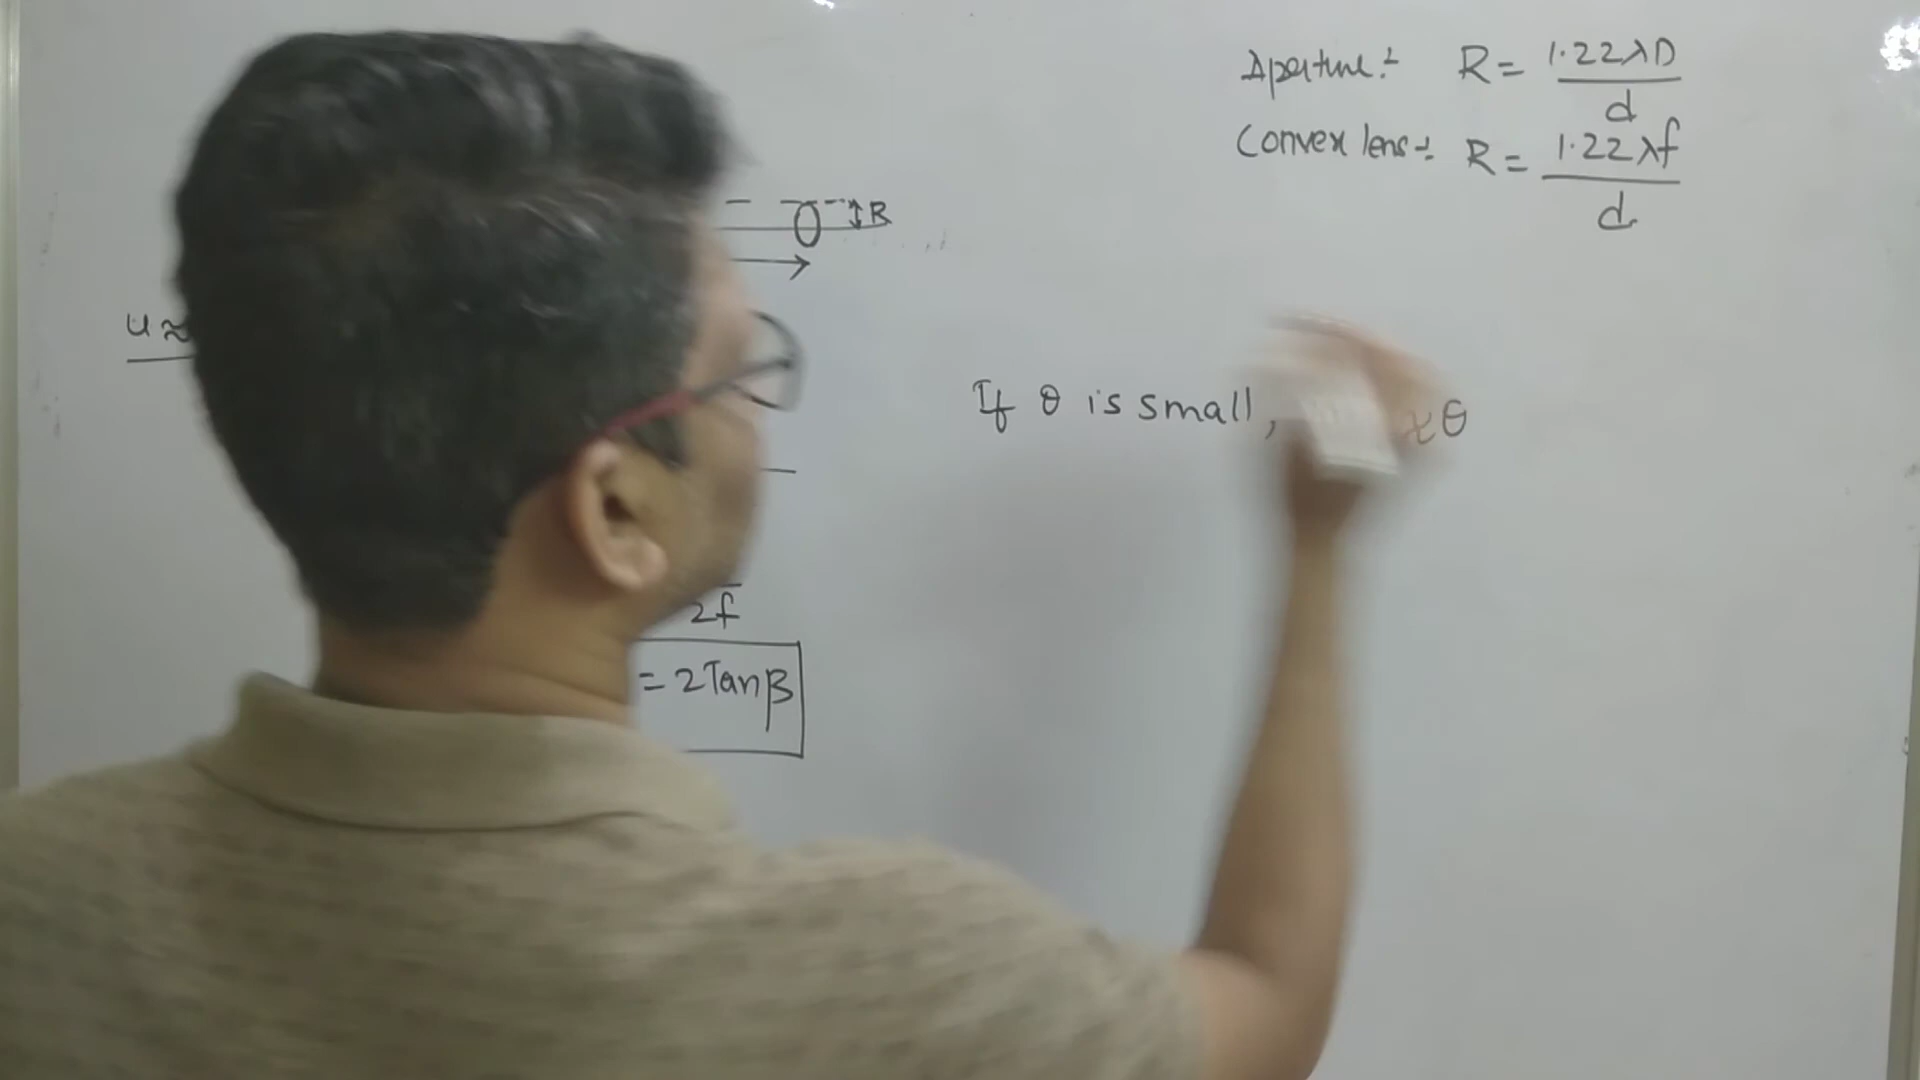 Aperture:- R = 1.22λD / d
Convex lens:- R = 1.22λf / d
R
u ≈
If θ is small, ≈ θ
2f
= 2Tanβ